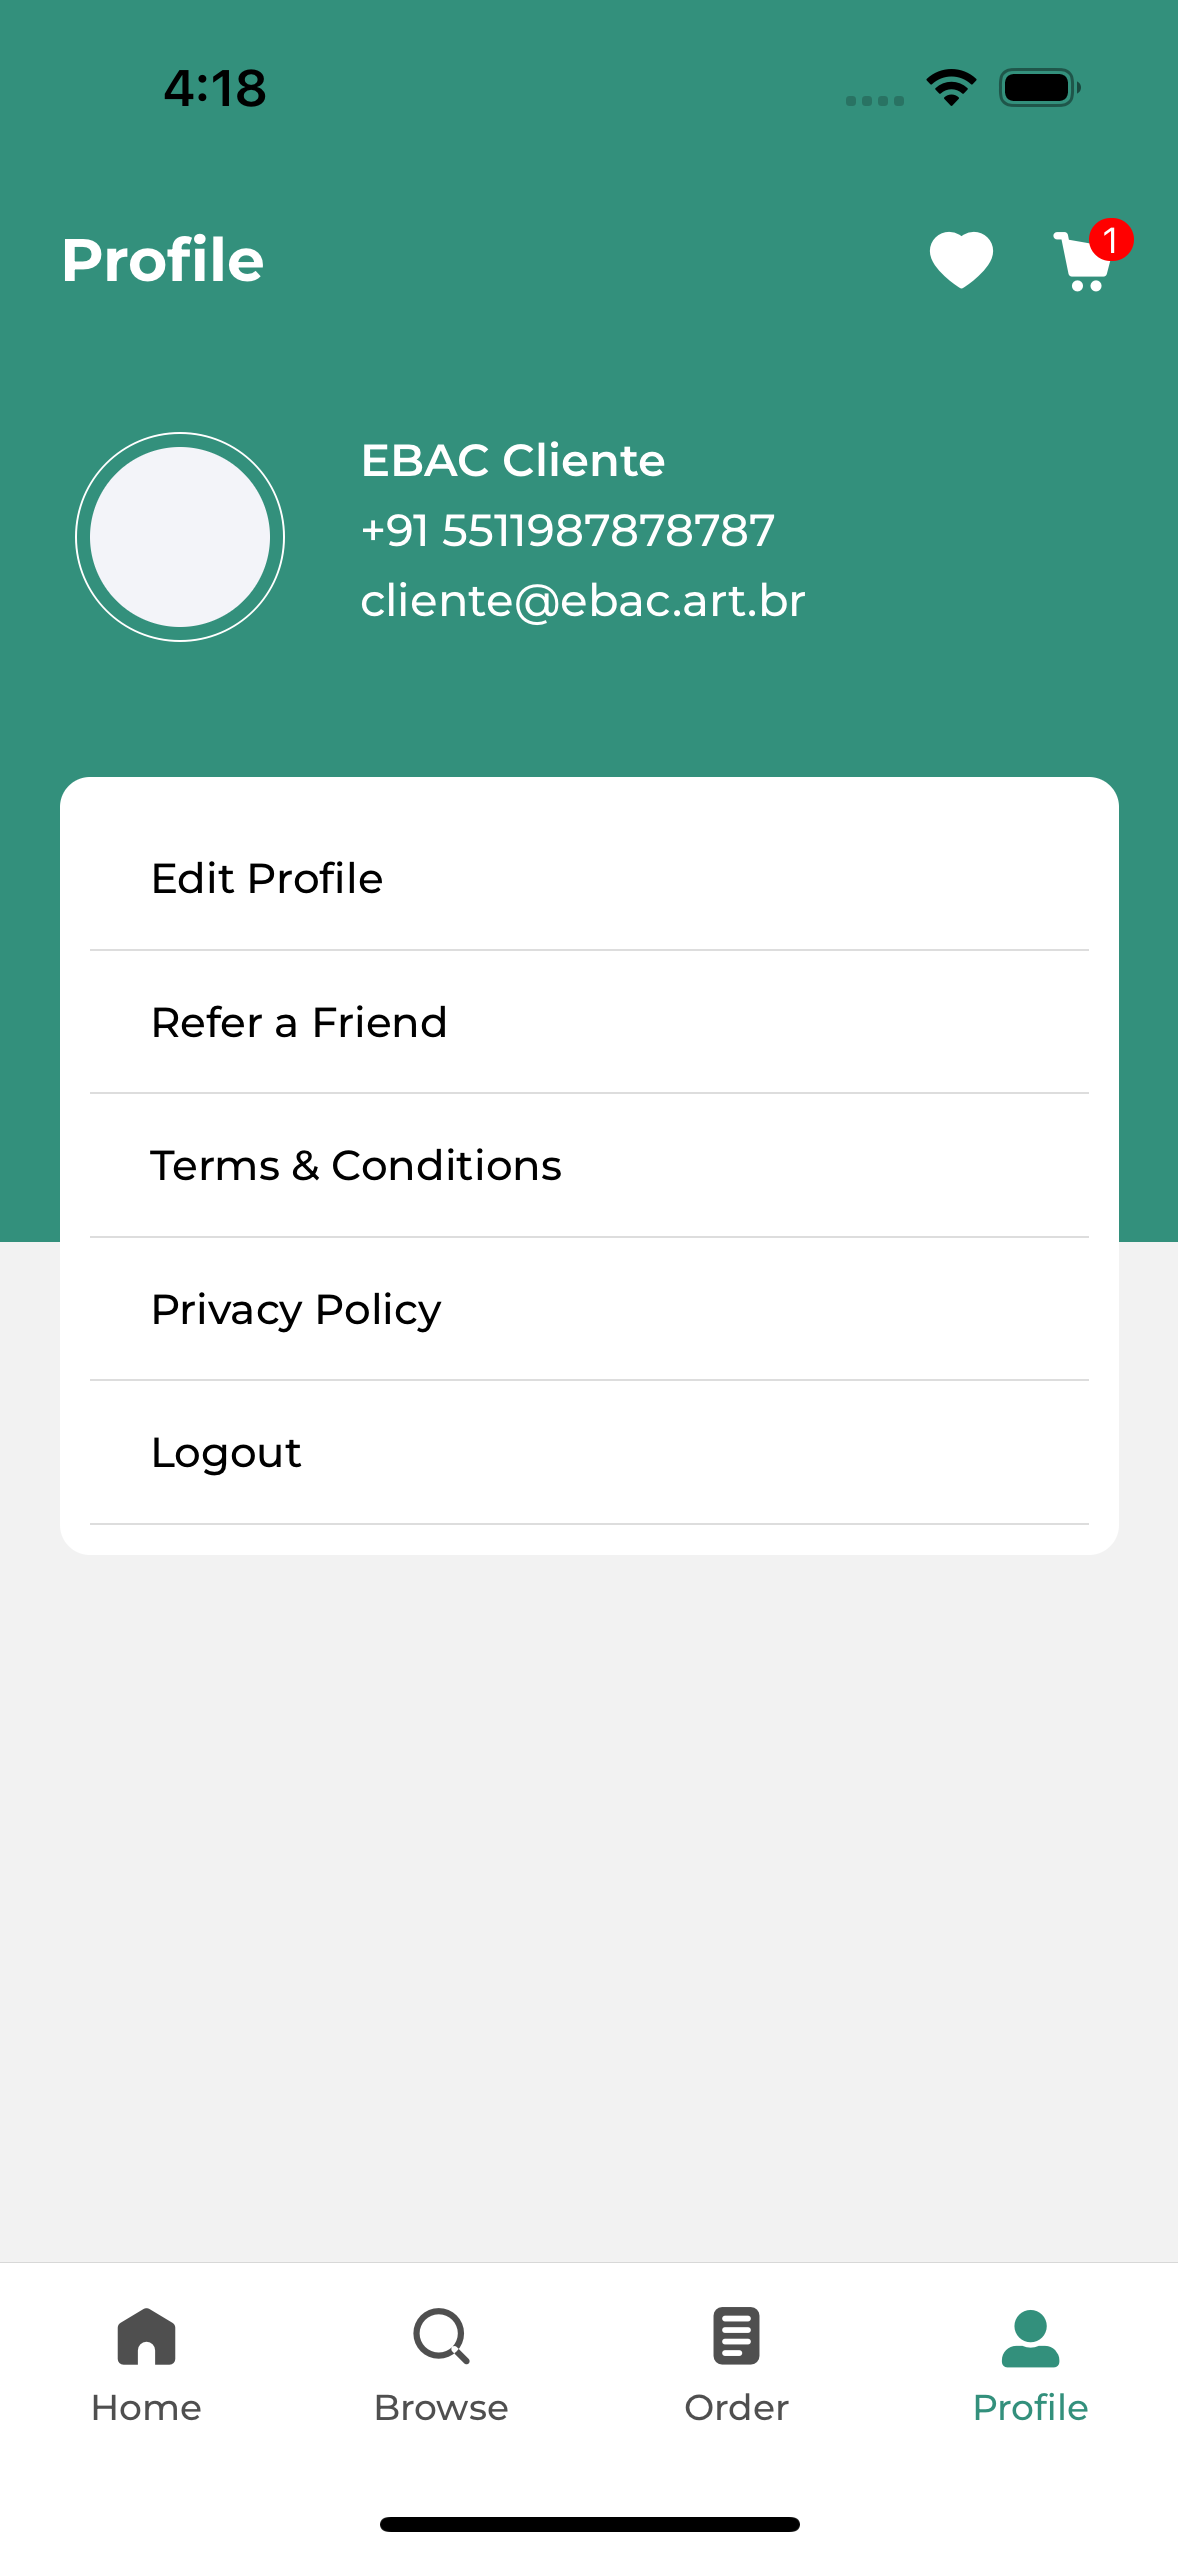 4:18
Profile
1
EBAC Cliente
+91 5511987878787
cliente@ebac.art.br
Edit Profile
Refer a Friend
Terms & Conditions
Privacy Policy
Logout
Home
Browse
Order
Profile